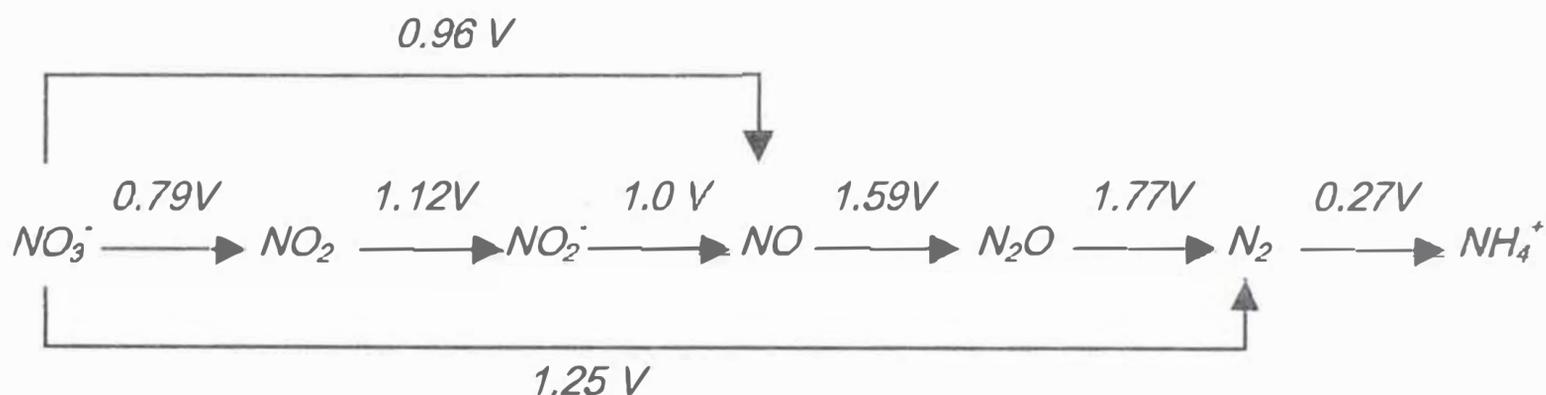 0.96 V
0.79V 1.12V 1.0 V 1.59V 1.77V 0.27V
NO₃⁻ NO₂ NO₂⁻ NO N₂O N₂ NH₄⁺
1.25 V